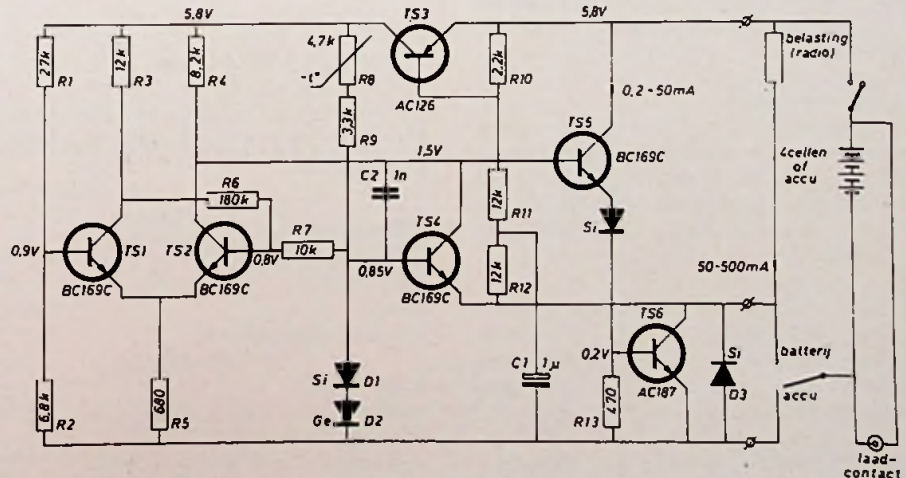 5,8V
TS3
5,8V
27k
R1
12k
R3
8,2k
R4
4,7k
-t°
R8
2,2k
R10
AC126
belasting
(radio)
3,3k
R9
0,2-50mA
TS5
1,5V
BC169C
4cellen
of
accu
C2
1n
R6
180k
TS4
12k
R11
R7
10k
0,9V
TS1
TS2
0,8V
Si
BC169C
BC169C
0,85V
BC169C
12k
R12
50-500mA
TS6
C1
1µ
0,2V
Si
D3
batterij
accu
AC187
Si
D1
6,8k
R2
680
R5
Ge
D2
R13
470
laad-
contact